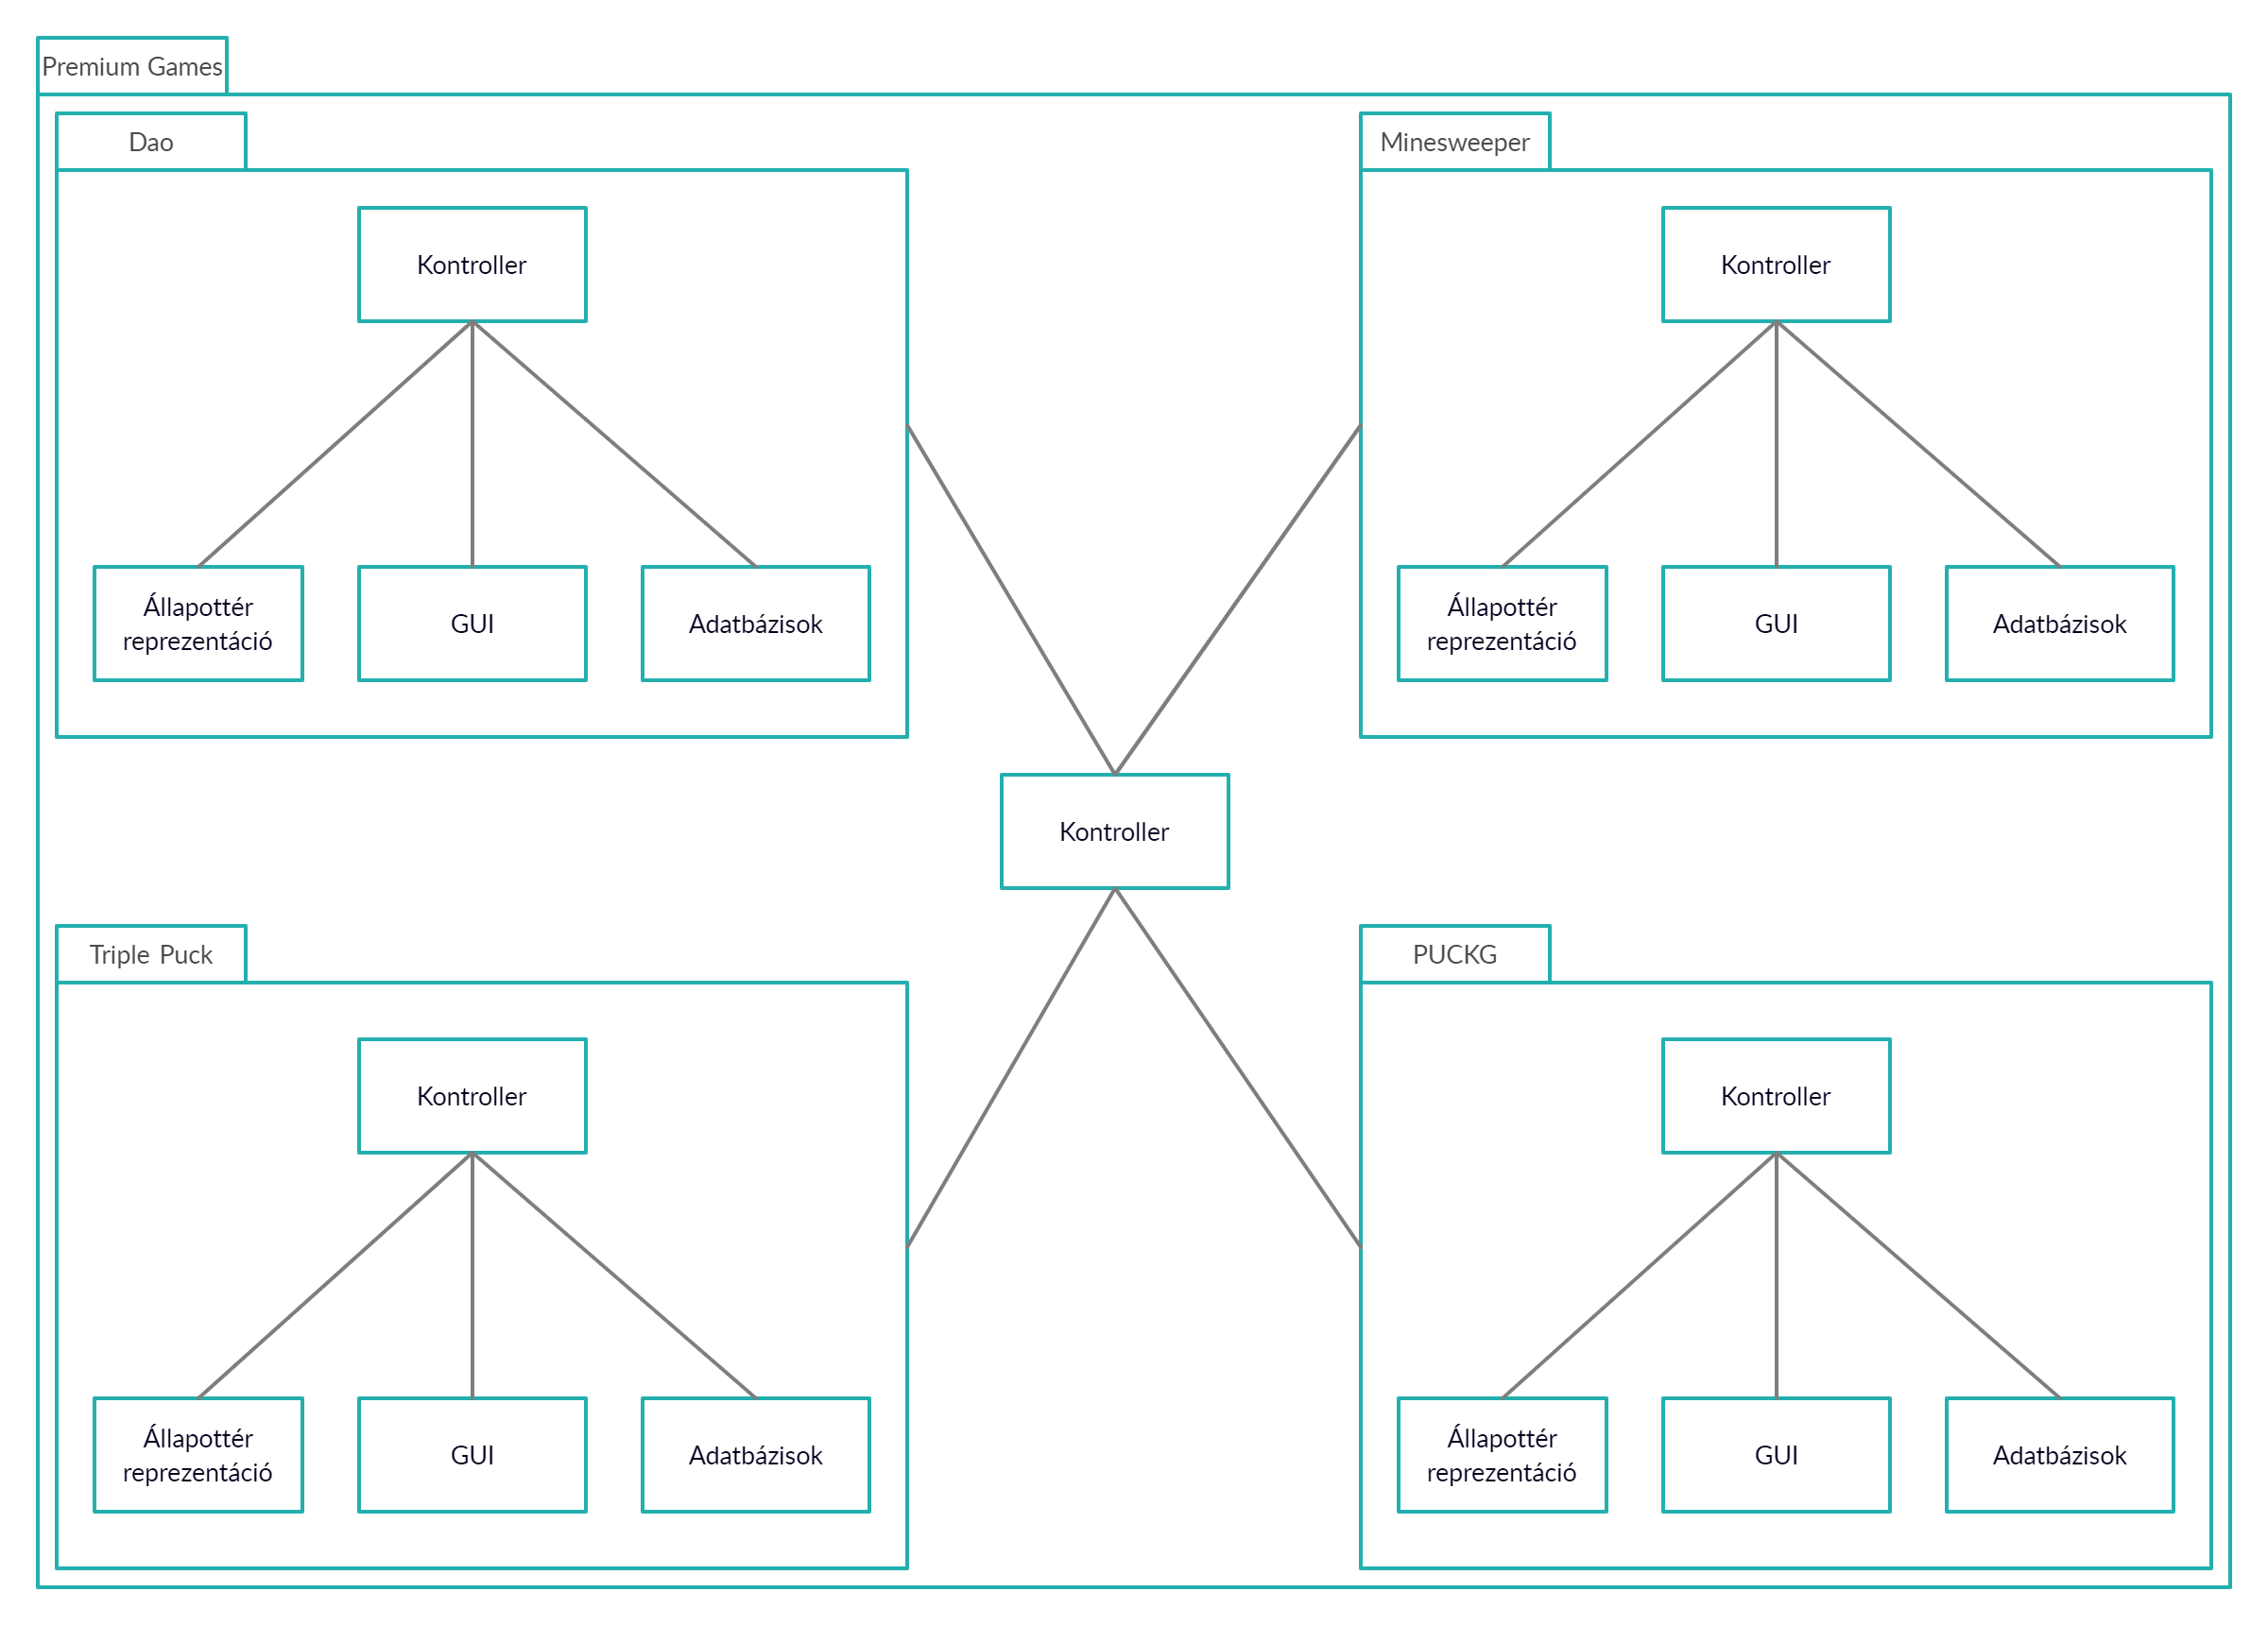 Premium Games
Dao
Kontroller
Állapottér
reprezentáció
GUI
Adatbázisok
Minesweeper
Kontroller
Állapottér
reprezentáció
GUI
Adatbázisok
Kontroller
Triple Puck
Kontroller
Állapottér
reprezentáció
GUI
Adatbázisok
PUCKG
Kontroller
Állapottér
reprezentáció
GUI
Adatbázisok